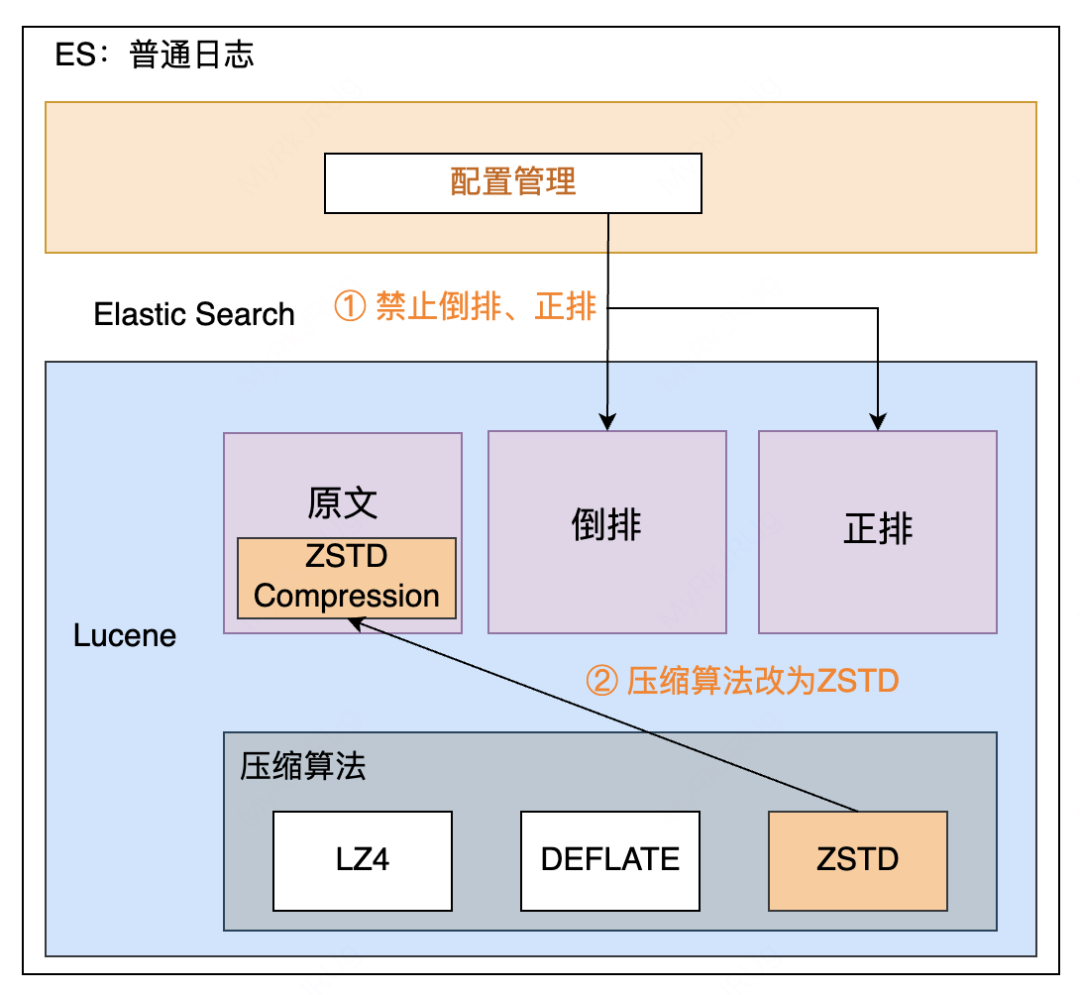 ES：普通日志
配置管理
Elastic Search
① 禁止倒排、正排
原文
ZSTD
Compression
倒排
正排
Lucene
② 压缩算法改为ZSTD
压缩算法
LZ4
DEFLATE
ZSTD